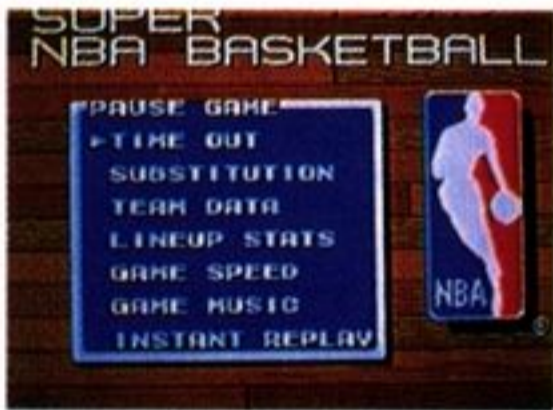 SUPER
NBA BASKETBALL
PAUSE GAME
TIME OUT
SUBSTITUTION
TEAM DATA
LINEUP STATS
GAME SPEED
GAME MUSIC
INSTANT REPLAY
NBA
®